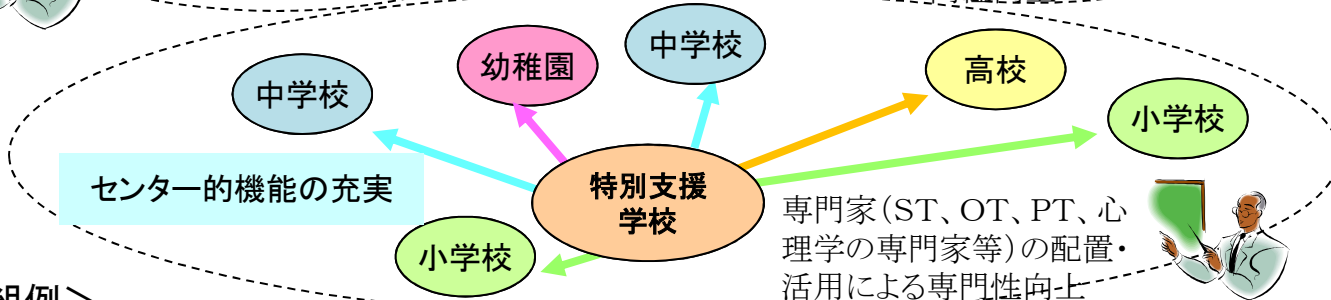 中学校
幼稚園
中学校
高校
小学校
センター的機能の充実
特別支援
学校
小学校
専門家(ST、OT、PT、心
理学の専門家等)の配置・
活用による専門性向上
組例>